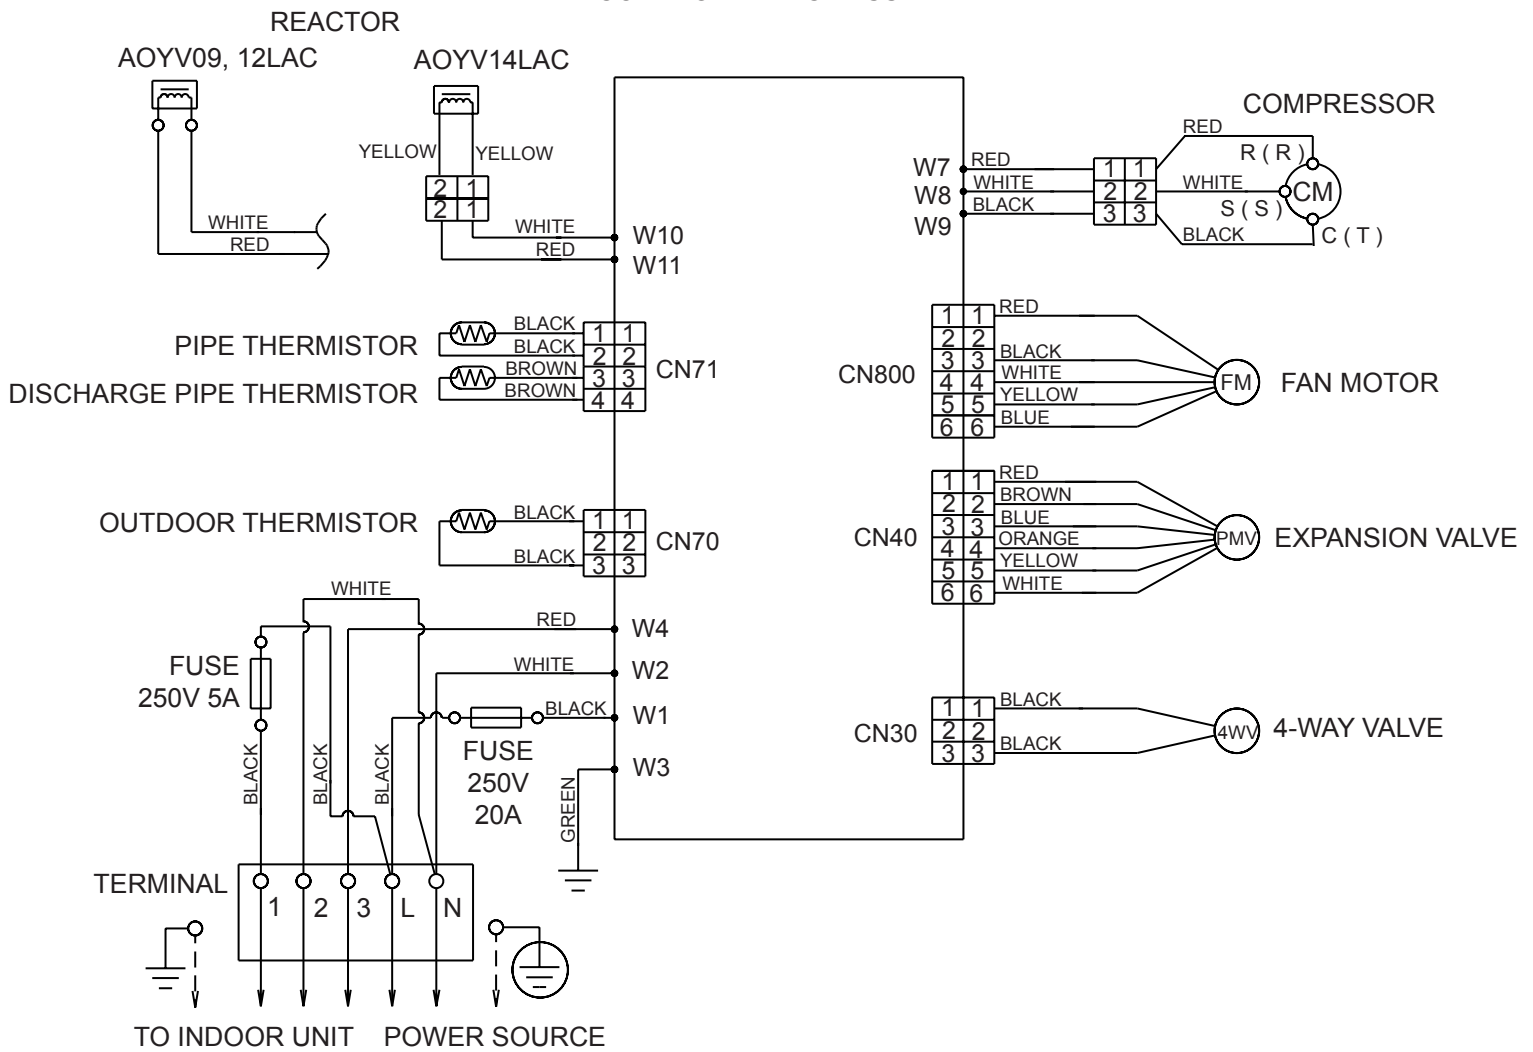 REACTOR
AOYV09, 12LAC
AOYV14LAC
YELLOW YELLOW
2 1
2 1
WHITE
RED
WHITE W10
RED W11
COMPRESSOR
RED
R ( R )
W7 RED 1 1
W8 WHITE 2 2 WHITE CM
S ( S )
W9 BLACK 3 3
BLACK C ( T )
PIPE THERMISTOR
BLACK 1 1
BLACK 2 2
CN71
DISCHARGE PIPE THERMISTOR
BROWN 3 3
BROWN 4 4
CN800
1 1 RED
2 2
3 3 BLACK
4 4 WHITE
5 5 YELLOW
6 6 BLUE
FM FAN MOTOR
OUTDOOR THERMISTOR
BLACK 1 1
2 2 CN70
BLACK 3 3
CN40
1 1 RED
2 2 BROWN
3 3 BLUE
4 4 ORANGE
5 5 YELLOW
6 6 WHITE
PMV EXPANSION VALVE
WHITE
RED W4
WHITE W2
BLACK W1
W3
FUSE
250V 5A
FUSE
250V
20A
BLACK
BLACK
BLACK
GREEN
CN30
1 1 BLACK
2 2
3 3 BLACK
4WV 4-WAY VALVE
TERMINAL
1 2 3 L N
TO INDOOR UNIT POWER SOURCE